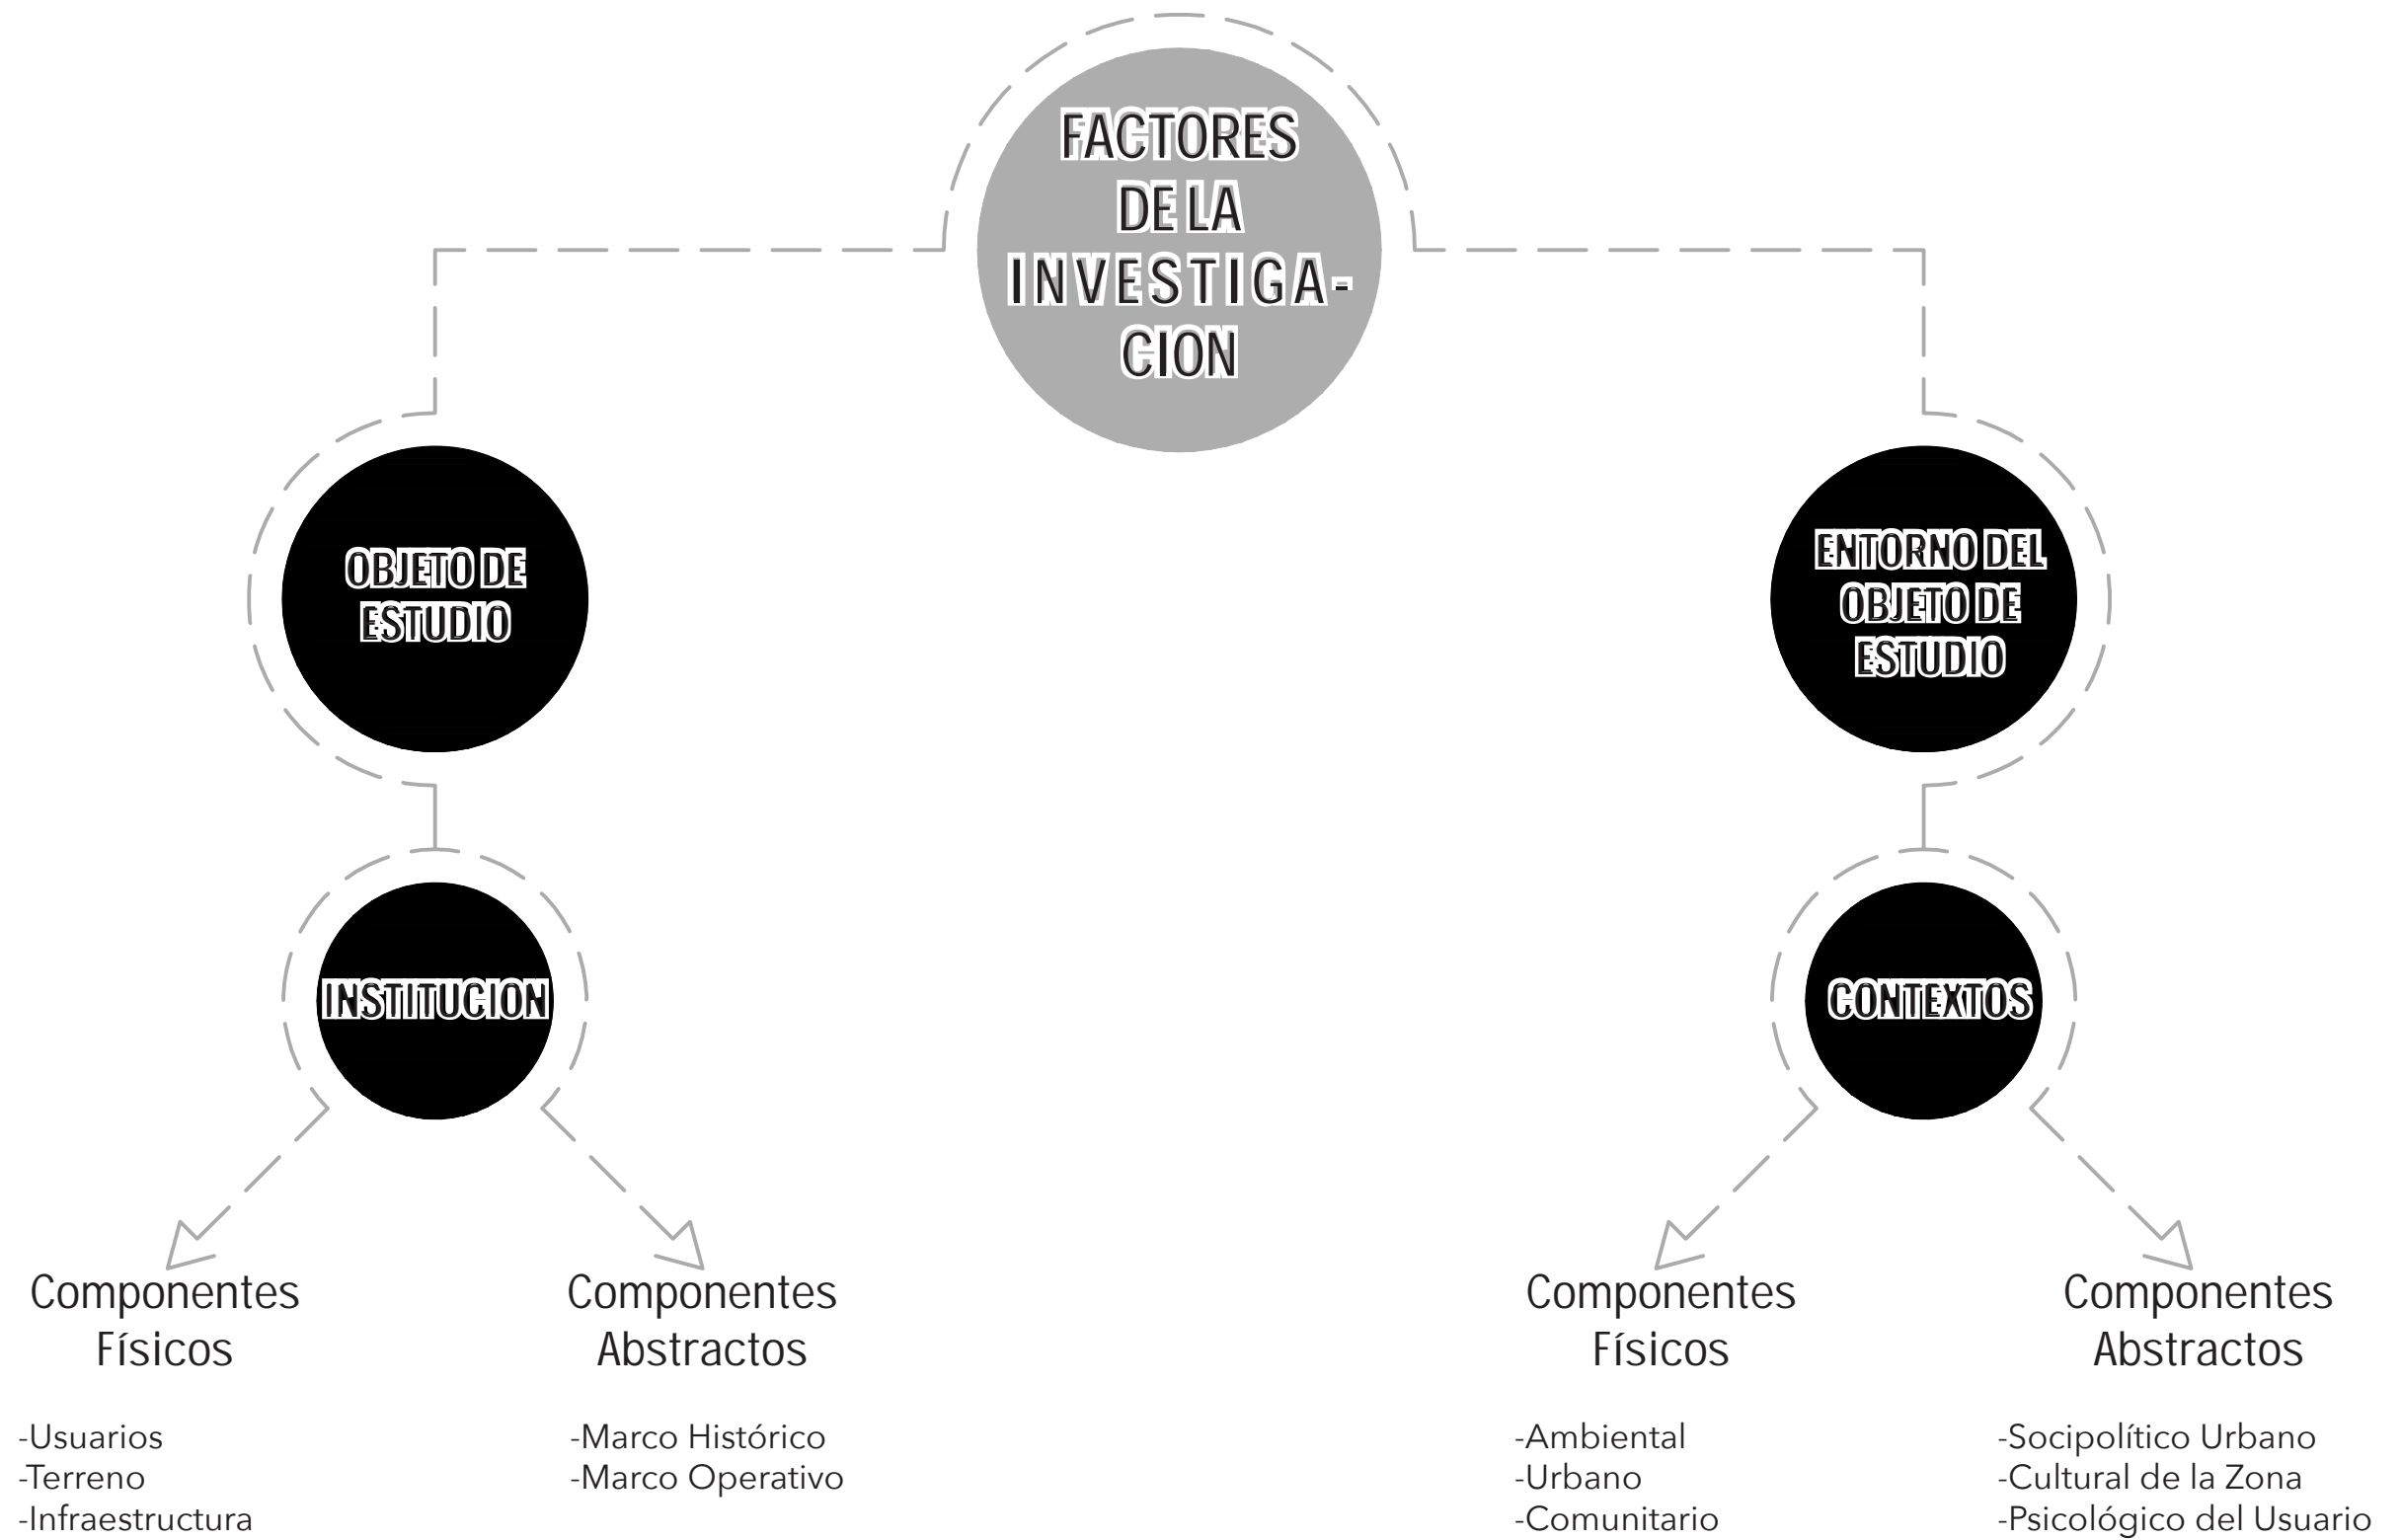 FACTORES
DE LA
INVESTIGA-
CION
OBJETO DE
ESTUDIO
ENTORNO DEL
OBJETO DE
ESTUDIO
INSTITUCION
CONTEXTOS
Componentes
Físicos
-Usuarios
-Terreno
-Infraestructura
Componentes
Abstractos
-Marco Histórico
-Marco Operativo
Componentes
Físicos
-Ambiental
-Urbano
-Comunitario
Componentes
Abstractos
-Socipolítico Urbano
-Cultural de la Zona
-Psicológico del Usuario